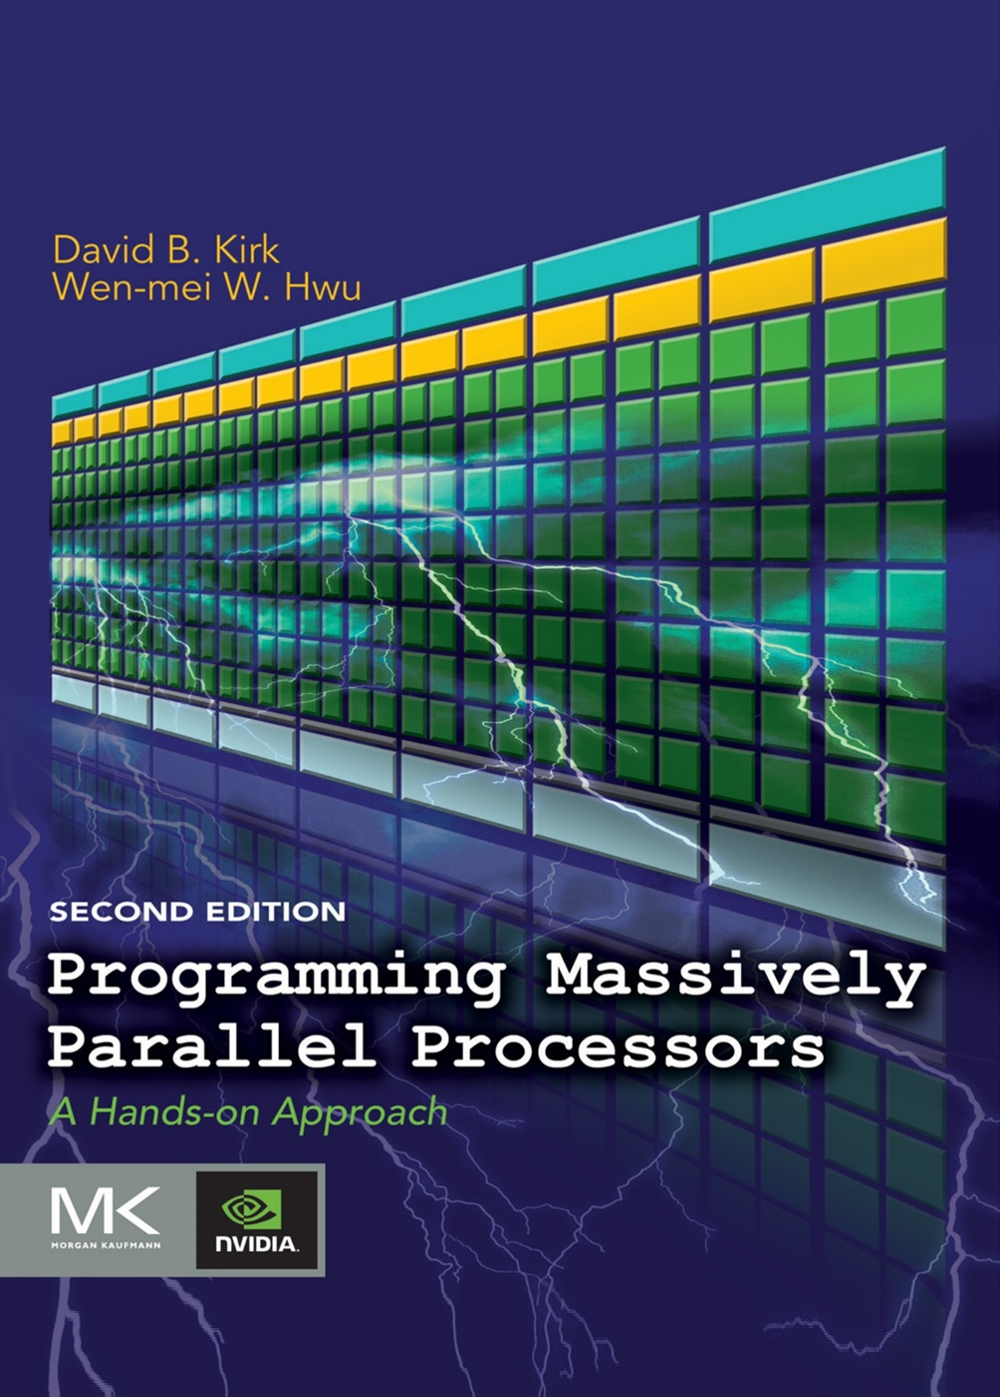 David B. Kirk
Wen-mei W. Hwu
SECOND EDITION
Programming Massively
Parallel Processors
A Hands-on Approach
MK
MORGAN KAUFMANN
NVIDIA.